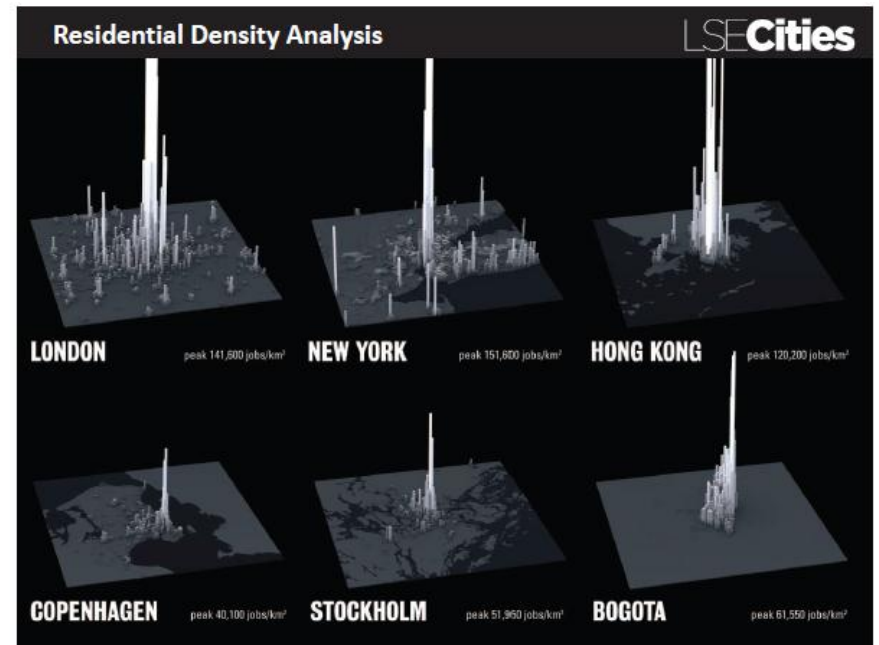 Residential Density Analysis
LSECities
LONDON
peak 141,600 jobs/km²
NEW YORK
peak 151,600 jobs/km²
HONG KONG
peak 120,200 jobs/km²
COPENHAGEN
peak 40,100 jobs/km²
STOCKHOLM
peak 51,950 jobs/km²
BOGOTA
peak 61,550 jobs/km²